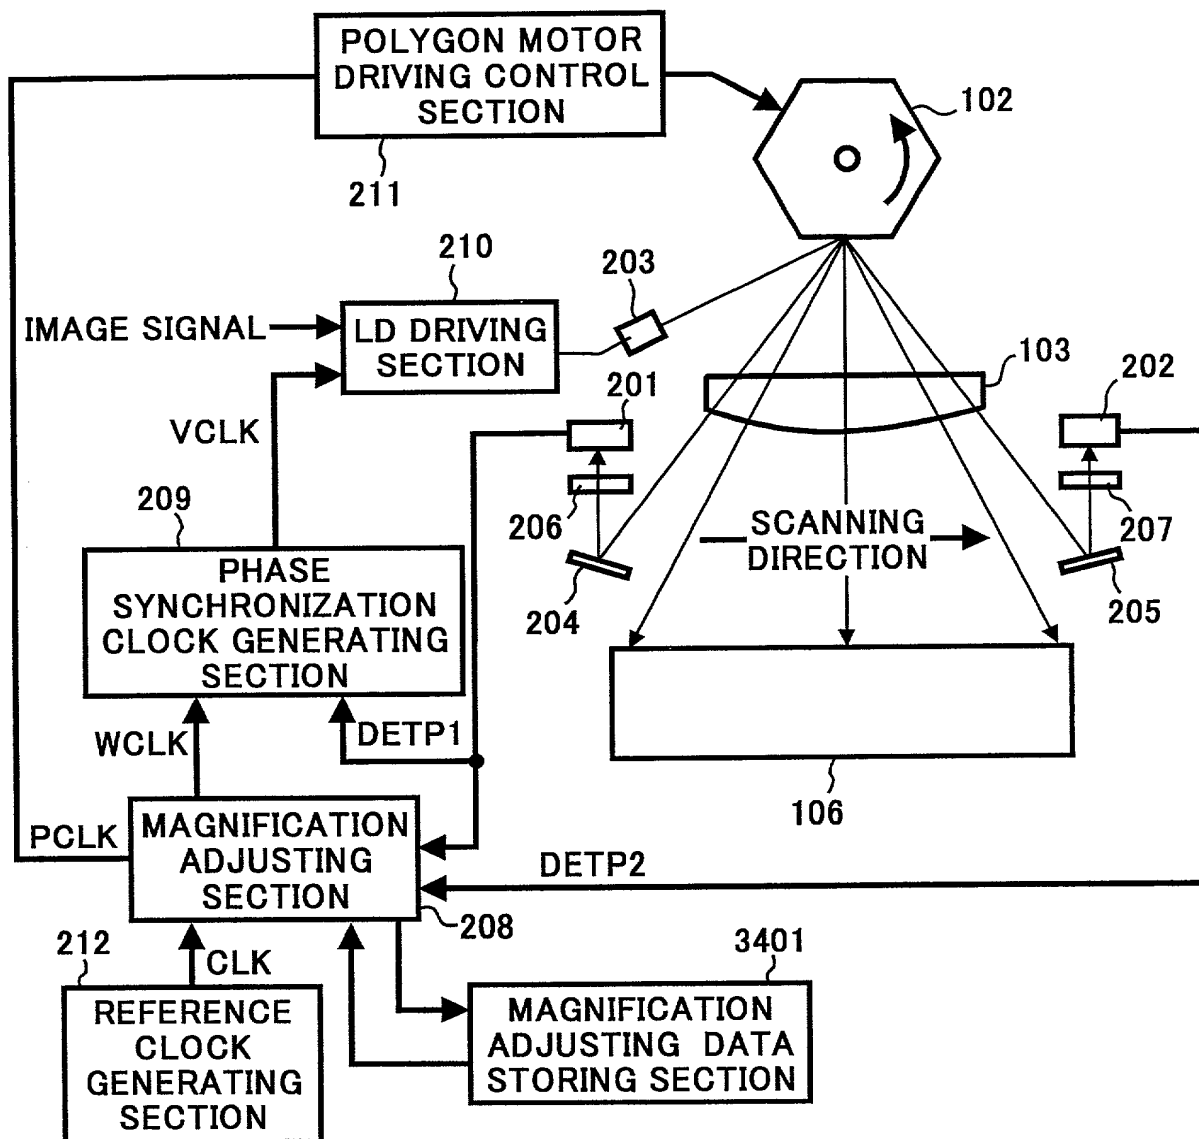 POLYGON MOTOR
DRIVING CONTROL
SECTION
211
102
210
203
IMAGE SIGNAL
LD DRIVING
SECTION
103
201
202
VCLK
206
207
209
SCANNING
DIRECTION
PHASE
SYNCHRONIZATION
CLOCK GENERATING
SECTION
204
205
WCLK
DETP1
106
PCLK
MAGNIFICATION
ADJUSTING
SECTION
DETP2
208
212
CLK
3401
REFERENCE
CLOCK
GENERATING
SECTION
MAGNIFICATION
ADJUSTING DATA
STORING SECTION